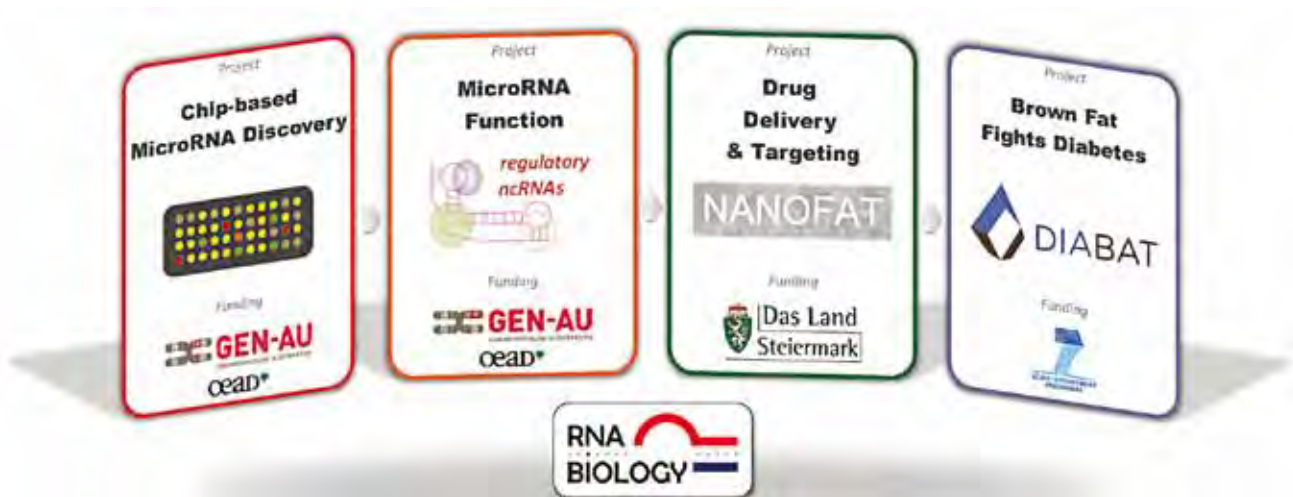 Project
Chip-based
MicroRNA Discovery
Funding
GEN-AU
OeAD
Project
MicroRNA
Function
regulatory
ncRNAs
Funding
GEN-AU
OeAD
Project
Drug
Delivery
& Targeting
NANOFAT
Funding
Das Land
Steiermark
Project
Brown Fat
Fights Diabetes
DIABAT
Funding
7
RNA
BIOLOGY